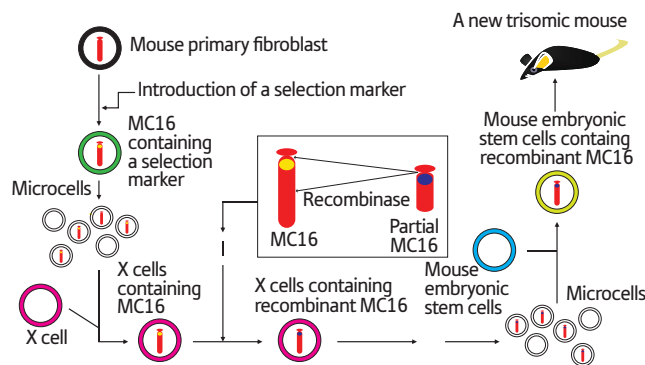 A new trisomic mouse
Mouse primary fibroblast
Introduction of a selection marker
MC16
containing
a selection
marker
Microcells
Recombinase
MC16
Partial
MC16
Mouse embryonic
stem cells containg
recombinant MC16
X cell
X cells
containing
MC16
X cells containing
recombinant MC16
Mouse
embryonic
stem cells
Microcells